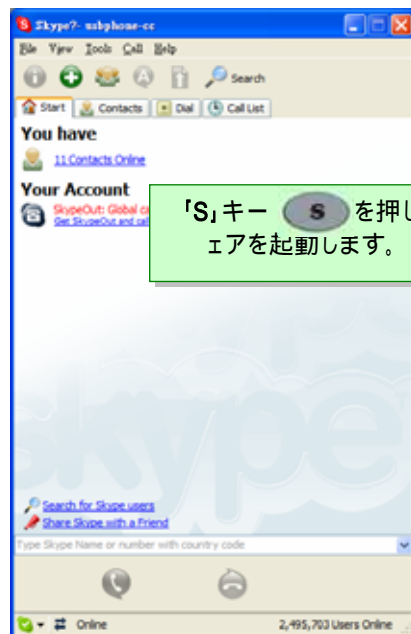 Skype?- usbphone-cc
File View Tools Call Help
Search
Start Contacts Dial Call List
You have
11 Contacts Online
Your Account
SkypeOut: Global ca
Get SkypeOut and call
「S」キー S を押し
ェアを起動します。
skype
Search for Skype users
Share Skype with a Friend
Type Skype Name or number with country code
Online 2,495,703 Users Online